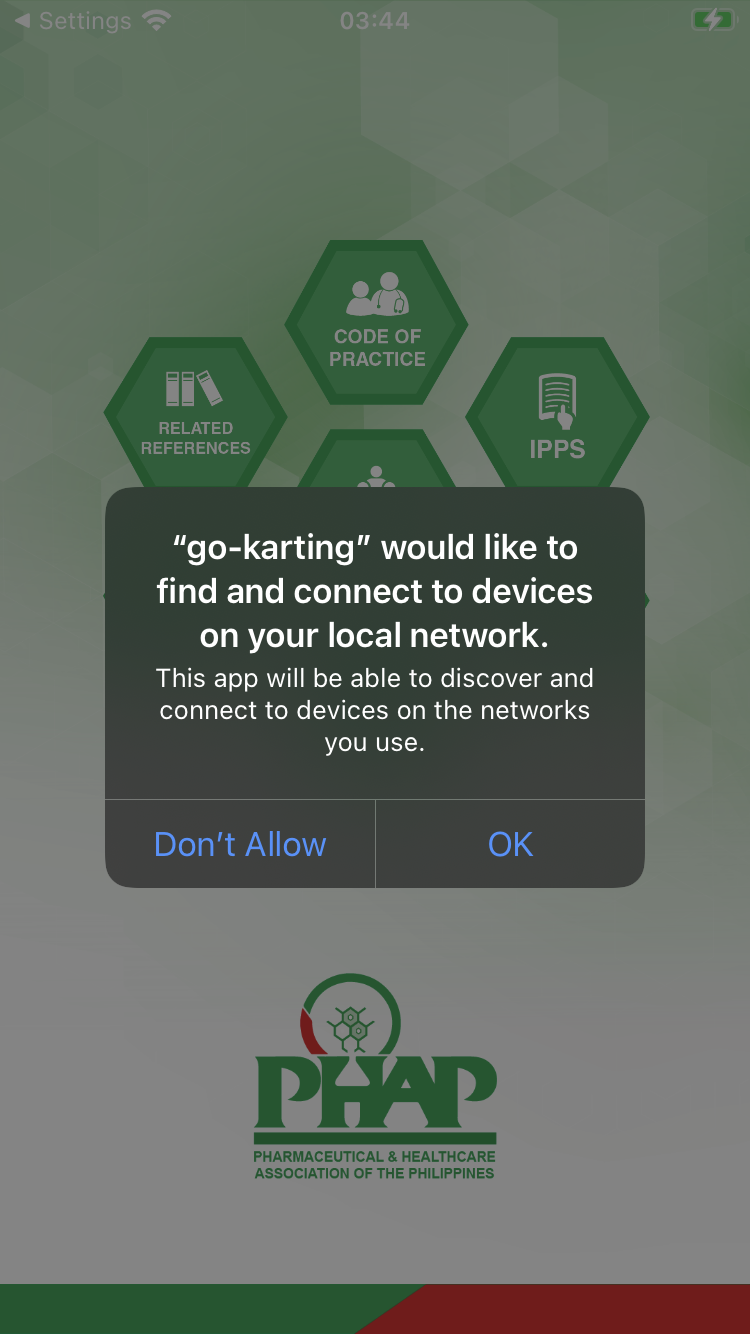 ◀ Settings
03:44
CODE OF
PRACTICE
RELATED
REFERENCES
IPPS
“go-karting” would like to
find and connect to devices
on your local network.
This app will be able to discover and
connect to devices on the networks
you use.
Don’t Allow
OK
PHAP
PHARMACEUTICAL & HEALTHCARE
ASSOCIATION OF THE PHILIPPINES